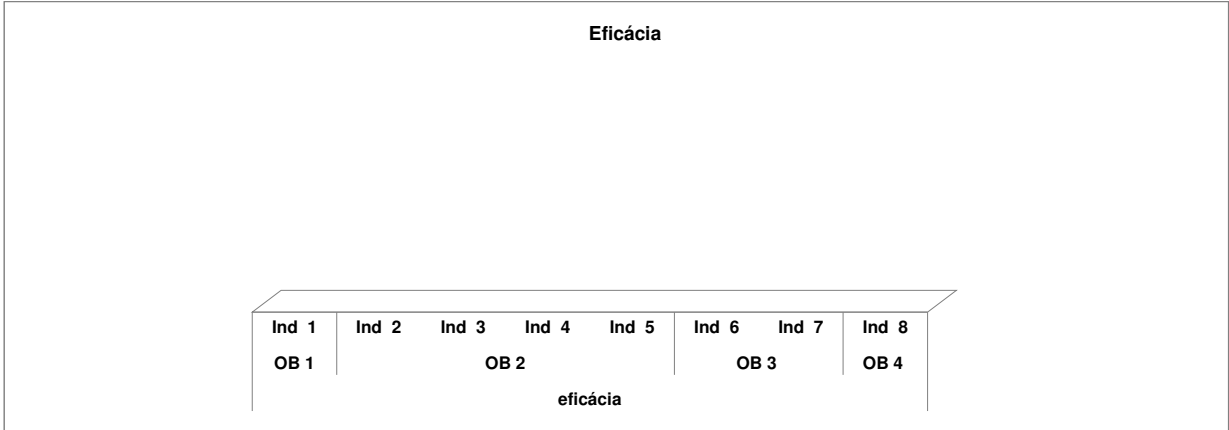 Eficácia
Ind 1 Ind 2 Ind 3 Ind 4 Ind 5 Ind 6 Ind 7 Ind 8
OB 1 OB 2 OB 3 OB 4
eficácia